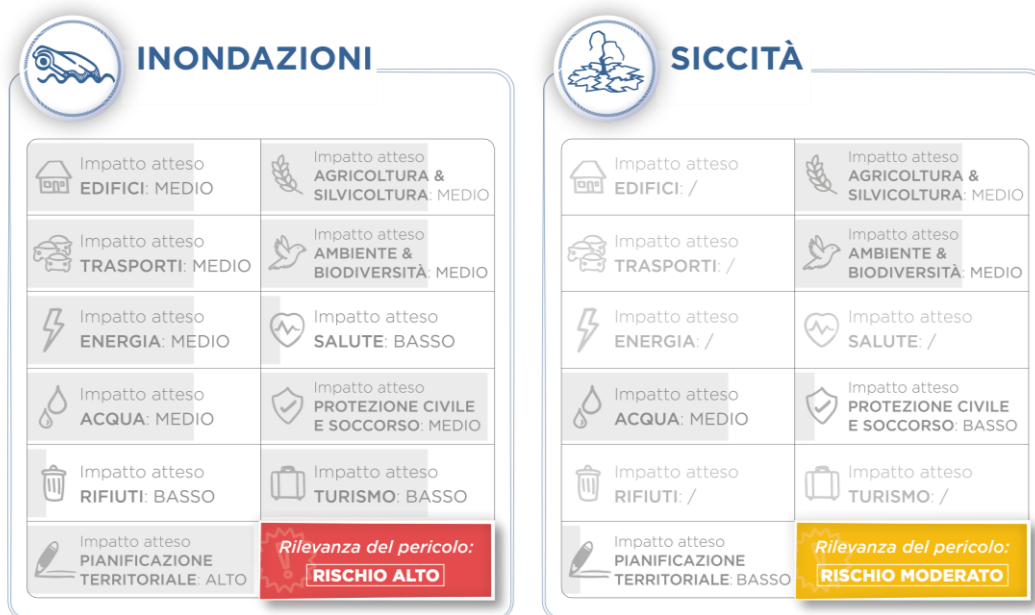 INONDAZIONI
Impatto atteso
EDIFICI: MEDIO
Impatto atteso
AGRICOLTURA &
SILVICOLTURA: MEDIO
Impatto atteso
TRASPORTI: MEDIO
Impatto atteso
AMBIENTE &
BIODIVERSITÀ: MEDIO
Impatto atteso
ENERGIA: MEDIO
Impatto atteso
SALUTE: BASSO
Impatto atteso
ACQUA: MEDIO
Impatto atteso
PROTEZIONE CIVILE
E SOCCORSO: MEDIO
Impatto atteso
RIFIUTI: BASSO
Impatto atteso
TURISMO: BASSO
Impatto atteso
PIANIFICAZIONE
TERRITORIALE: ALTO
Rilevanza del pericolo:
RISCHIO ALTO
SICCITÀ
Impatto atteso
EDIFICI: /
Impatto atteso
AGRICOLTURA &
SILVICOLTURA: MEDIO
Impatto atteso
TRASPORTI: /
Impatto atteso
AMBIENTE &
BIODIVERSITÀ: MEDIO
Impatto atteso
ENERGIA: /
Impatto atteso
SALUTE: /
Impatto atteso
ACQUA: MEDIO
Impatto atteso
PROTEZIONE CIVILE
E SOCCORSO: BASSO
Impatto atteso
RIFIUTI: /
Impatto atteso
TURISMO: /
Impatto atteso
PIANIFICAZIONE
TERRITORIALE: BASSO
Rilevanza del pericolo:
RISCHIO MODERATO